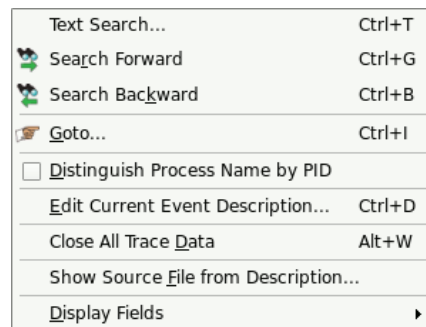 Text Search... Ctrl+T
Search Forward Ctrl+G
Search Backward Ctrl+B
Goto... Ctrl+I
Distinguish Process Name by PID
Edit Current Event Description... Ctrl+D
Close All Trace Data Alt+W
Show Source File from Description...
Display Fields